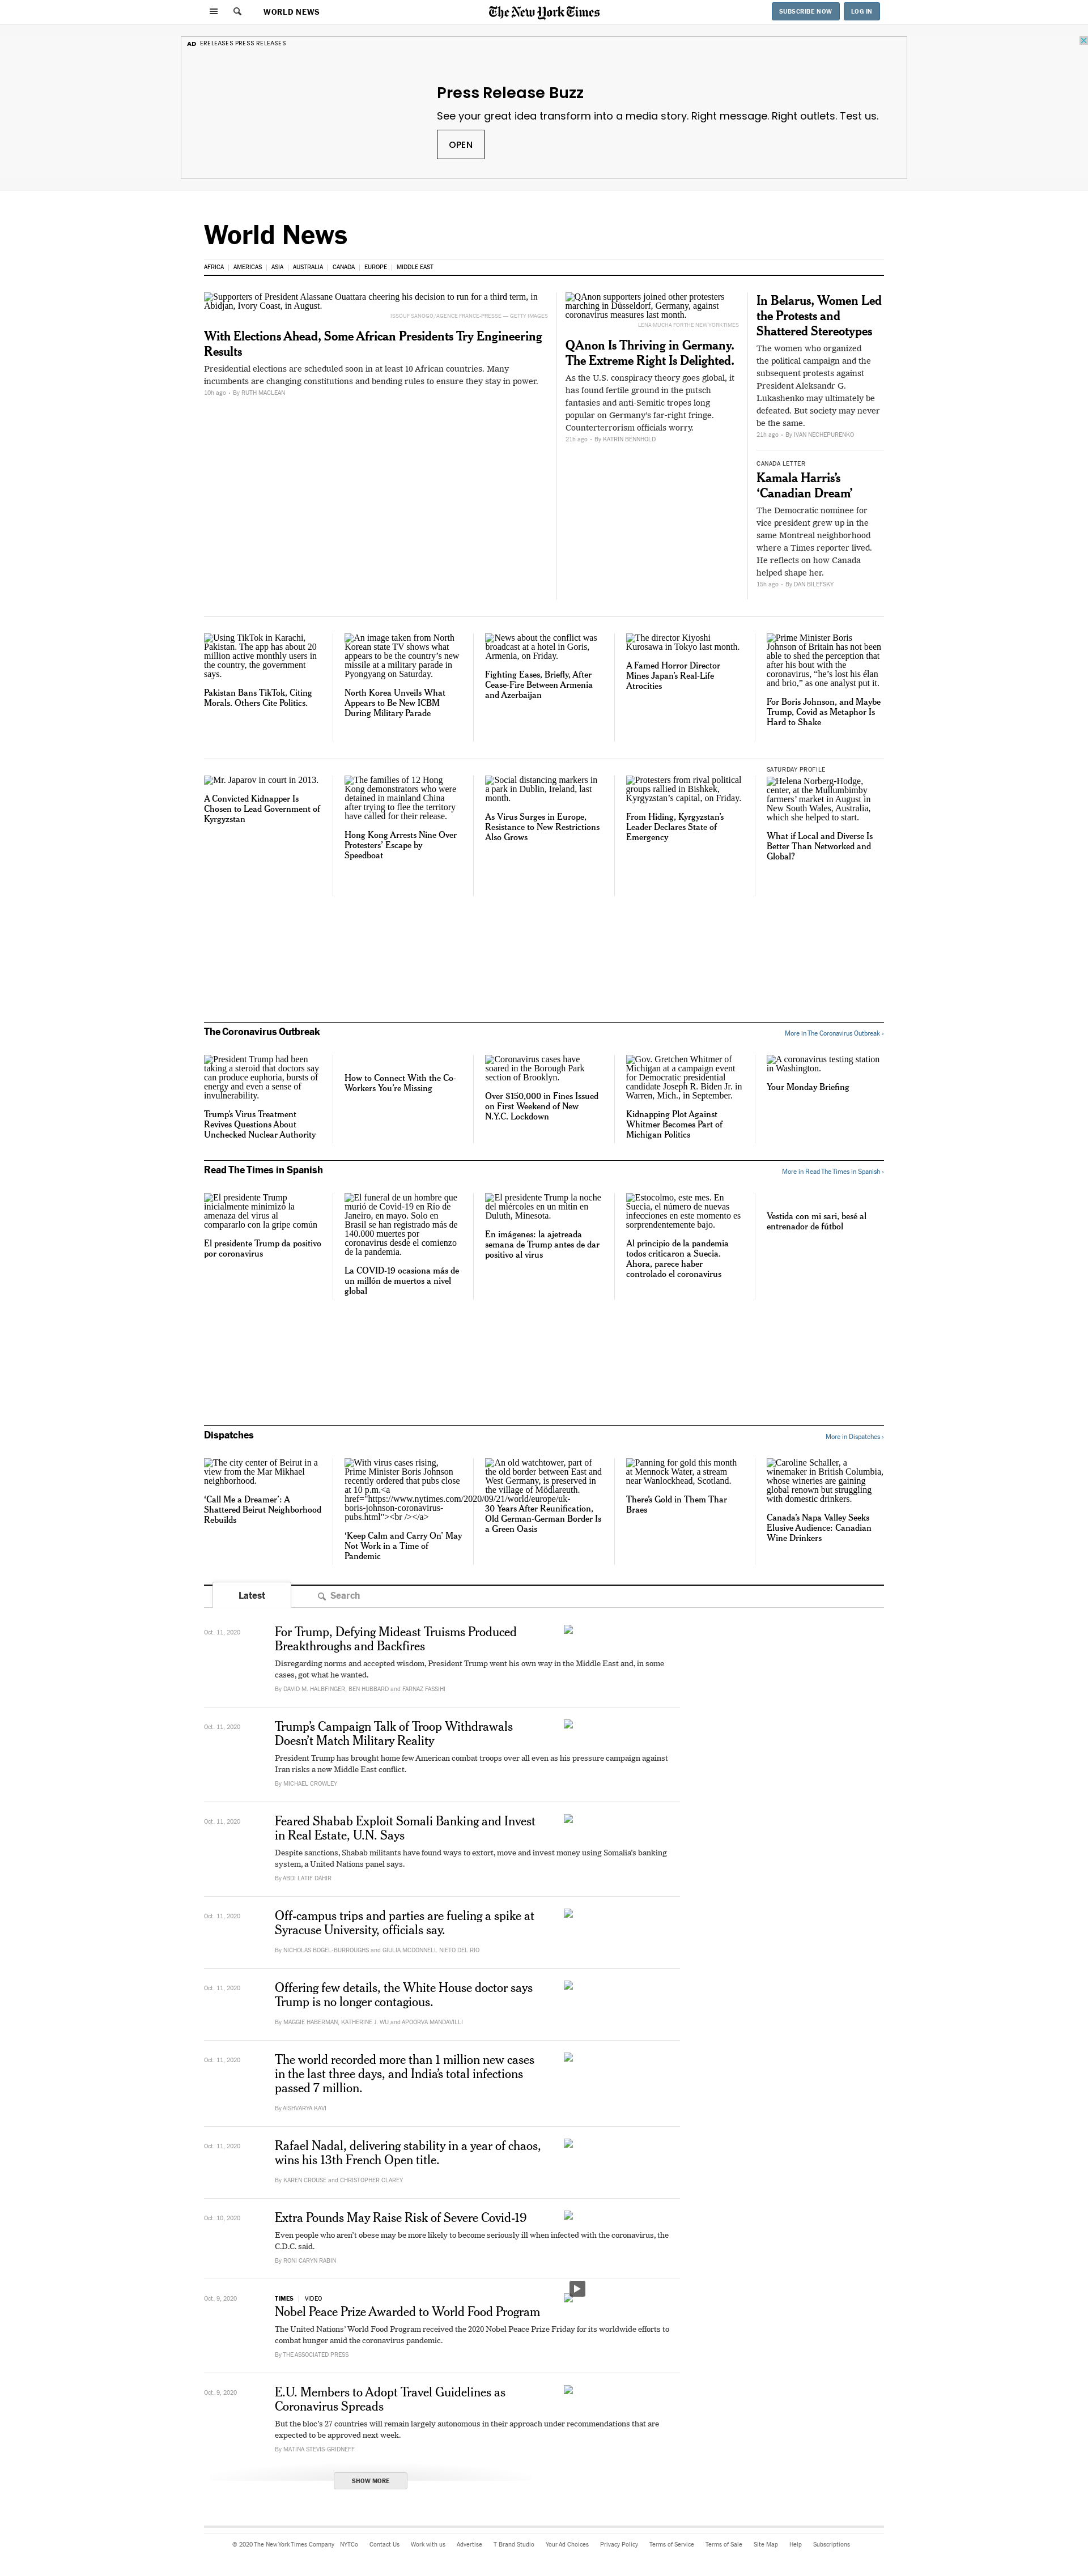 WORLD NEWS
The New York Times
SUBSCRIBE NOW
LOG IN
AD ERELEASES PRESS RELEASES
Press Release Buzz
See your great idea transform into a media story. Right message. Right outlets. Test us.
OPEN
World News
AFRICA | AMERICAS | ASIA | AUSTRALIA | CANADA | EUROPE | MIDDLE EAST
Supporters of President Alassane Ouattara cheering his decision to run for a third term, in
Abidjan, Ivory Coast, in August.
ISSOUF SANOGO/AGENCE FRANCE-PRESSE — GETTY IMAGES
With Elections Ahead, Some African Presidents Try Engineering
Results
Presidential elections are scheduled soon in at least 10 African countries. Many
incumbents are changing constitutions and bending rules to ensure they stay in power.
10h ago - By RUTH MACLEAN
QAnon supporters joined other protesters
marching in Düsseldorf, Germany, against
coronavirus measures last month.
LENA MUCHA FOR THE NEW YORK TIMES
QAnon Is Thriving in Germany.
The Extreme Right Is Delighted.
As the U.S. conspiracy theory goes global, it
has found fertile ground in the putsch
fantasies and anti-Semitic tropes long
popular on Germany's far-right fringe.
Counterterrorism officials worry.
21h ago - By KATRIN BENNHOLD
In Belarus, Women Led
the Protests and
Shattered Stereotypes
The women who organized
the political campaign and the
subsequent protests against
President Aleksandr G.
Lukashenko may ultimately be
defeated. But society may never
be the same.
21h ago - By IVAN NECHEPURENKO
CANADA LETTER
Kamala Harris's
‘Canadian Dream’
The Democratic nominee for
vice president grew up in the
same Montreal neighborhood
where a Times reporter lived.
He reflects on how Canada
helped shape her.
15h ago - By DAN BILEFSKY
Using TikTok in Karachi,
Pakistan. The app has about 20
million active monthly users in
the country, the government
says.
Pakistan Bans TikTok, Citing
Morals. Others Cite Politics.
An image taken from North
Korean state TV shows what
appears to be the country’s new
missile at a military parade in
Pyongyang on Saturday.
North Korea Unveils What
Appears to Be New ICBM
During Military Parade
News about the conflict was
broadcast at a hotel in Goris,
Armenia, on Friday.
Fighting Eases, Briefly, After
Cease-Fire Between Armenia
and Azerbaijan
The director Kiyoshi
Kurosawa in Tokyo last month.
A Famed Horror Director
Mines Japan’s Real-Life
Atrocities
Prime Minister Boris
Johnson of Britain has not been
able to shed the perception that
after his bout with the
coronavirus, “he’s lost his élan
and brio,” as one analyst put it.
For Boris Johnson, and Maybe
Trump, Covid as Metaphor Is
Hard to Shake
Mr. Japarov in court in 2013.
A Convicted Kidnapper Is
Chosen to Lead Government of
Kyrgyzstan
The families of 12 Hong
Kong demonstrators who were
detained in mainland China
after trying to flee the territory
have called for their release.
Hong Kong Arrests Nine Over
Protesters’ Escape by
Speedboat
Social distancing markers in
a park in Dublin, Ireland, last
month.
As Virus Surges in Europe,
Resistance to New Restrictions
Also Grows
Protesters from rival political
groups rallied in Bishkek,
Kyrgyzstan’s capital, on Friday.
From Hiding, Kyrgyzstan’s
Leader Declares State of
Emergency
SATURDAY PROFILE
Helena Norberg-Hodge,
center, at the Mullumbimby
farmers’ market in August in
New South Wales, Australia,
which she helped to start.
What if Local and Diverse Is
Better Than Networked and
Global?
The Coronavirus Outbreak
More in The Coronavirus Outbreak ›
President Trump had been
taking a steroid that doctors say
can produce euphoria, bursts of
energy and even a sense of
invulnerability.
Trump’s Virus Treatment
Revives Questions About
Unchecked Nuclear Authority
How to Connect With the Co-
Workers You’re Missing
Coronavirus cases have
soared in the Borough Park
section of Brooklyn.
Over $150,000 in Fines Issued
on First Weekend of New
N.Y.C. Lockdown
Gov. Gretchen Whitmer of
Michigan at a campaign event
for Democratic presidential
candidate Joseph R. Biden Jr. in
Warren, Mich., in September.
Kidnapping Plot Against
Whitmer Becomes Part of
Michigan Politics
A coronavirus testing station
in Washington.
Your Monday Briefing
Read The Times in Spanish
More in Read The Times in Spanish ›
El presidente Trump
inicialmente minimizó la
amenaza del virus al
compararlo con la gripe común
El presidente Trump da positivo
por coronavirus
El funeral de un hombre que
murió de Covid-19 en Río de
Janeiro, en mayo. Solo en
Brasil se han registrado más de
140.000 muertes por
coronavirus desde el comienzo
de la pandemia.
La COVID-19 ocasiona más de
un millón de muertos a nivel
global
El presidente Trump la noche
del miércoles en un mitin en
Duluth, Minesota.
En imágenes: la ajetreada
semana de Trump antes de dar
positivo al virus
Estocolmo, este mes. En
Suecia, el número de nuevas
infecciones en este momento es
sorprendentemente bajo.
Al principio de la pandemia
todos criticaron a Suecia.
Ahora, parece haber
controlado el coronavirus
Vestida con mi sari, besé al
entrenador de fútbol
Dispatches
More in Dispatches ›
The city center of Beirut in a
view from the Mar Mikhael
neighborhood.
‘Call Me a Dreamer’: A
Shattered Beirut Neighborhood
Rebuilds
With virus cases rising,
Prime Minister Boris Johnson
recently ordered that pubs close
at 10 p.m.<a
href="https://www.nytimes.com/2020/09/21/world/europe/uk-
boris-johnson-coronavirus-
pubs.html"><br /></a>
‘Keep Calm and Carry On’ May
Not Work in a Time of
Pandemic
An old watchtower, part of
the old border between East and
West Germany, is preserved in
the village of Mödlareuth.
30 Years After Reunification,
Old German-German Border Is
a Green Oasis
Panning for gold this month
at Mennock Water, a stream
near Wanlockhead, Scotland.
There’s Gold in Them Thar
Braes
Caroline Schaller, a
winemaker in British Columbia,
whose wineries are gaining
global renown but struggling
with domestic drinkers.
Canada’s Napa Valley Seeks
Elusive Audience: Canadian
Wine Drinkers
Latest
Search
Oct. 11, 2020
For Trump, Defying Mideast Truisms Produced
Breakthroughs and Backfires
Disregarding norms and accepted wisdom, President Trump went his own way in the Middle East and, in some
cases, got what he wanted.
By DAVID M. HALBFINGER, BEN HUBBARD and FARNAZ FASSIHI
Oct. 11, 2020
Trump’s Campaign Talk of Troop Withdrawals
Doesn’t Match Military Reality
President Trump has brought home few American combat troops over all even as his pressure campaign against
Iran risks a new Middle East conflict.
By MICHAEL CROWLEY
Oct. 11, 2020
Feared Shabab Exploit Somali Banking and Invest
in Real Estate, U.N. Says
Despite sanctions, Shabab militants have found ways to extort, move and invest money using Somalia’s banking
system, a United Nations panel says.
By ABDI LATIF DAHIR
Oct. 11, 2020
Off-campus trips and parties are fueling a spike at
Syracuse University, officials say.
By NICHOLAS BOGEL-BURROUGHS and GIULIA MCDONNELL NIETO DEL RIO
Oct. 11, 2020
Offering few details, the White House doctor says
Trump is no longer contagious.
By MAGGIE HABERMAN, KATHERINE J. WU and APOORVA MANDAVILLI
Oct. 11, 2020
The world recorded more than 1 million new cases
in the last three days, and India’s total infections
passed 7 million.
By AISHVARYA KAVI
Oct. 11, 2020
Rafael Nadal, delivering stability in a year of chaos,
wins his 13th French Open title.
By KAREN CROUSE and CHRISTOPHER CLAREY
Oct. 10, 2020
Extra Pounds May Raise Risk of Severe Covid-19
Even people who aren’t obese may be more likely to become seriously ill when infected with the coronavirus, the
C.D.C. said.
By RONI CARYN RABIN
Oct. 9, 2020
TIMES | VIDEO
Nobel Peace Prize Awarded to World Food Program
The United Nations’ World Food Program received the 2020 Nobel Peace Prize Friday for its worldwide efforts to
combat hunger amid the coronavirus pandemic.
By THE ASSOCIATED PRESS
Oct. 9, 2020
E.U. Members to Adopt Travel Guidelines as
Coronavirus Spreads
But the bloc’s 27 countries will remain largely autonomous in their approach under recommendations that are
expected to be approved next week.
By MATINA STEVIS-GRIDNEFF
SHOW MORE
© 2020 The New York Times Company NYTCo Contact Us Work with us Advertise T Brand Studio Your Ad Choices Privacy Policy Terms of Service Terms of Sale Site Map Help Subscriptions